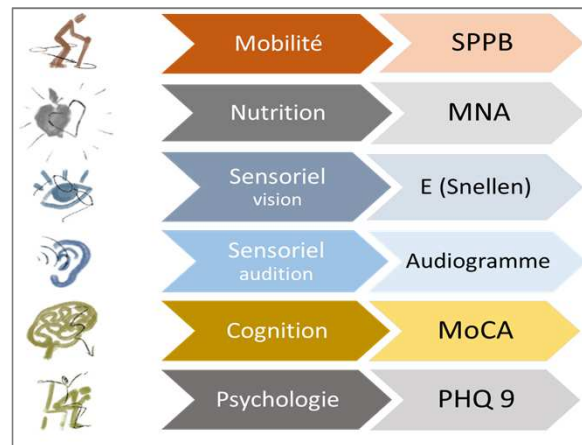 Mobilité
SPPB
Nutrition
MNA
Sensoriel
vision
E (Snellen)
Sensoriel
audition
Audiogramme
Cognition
MoCA
Psychologie
PHQ 9